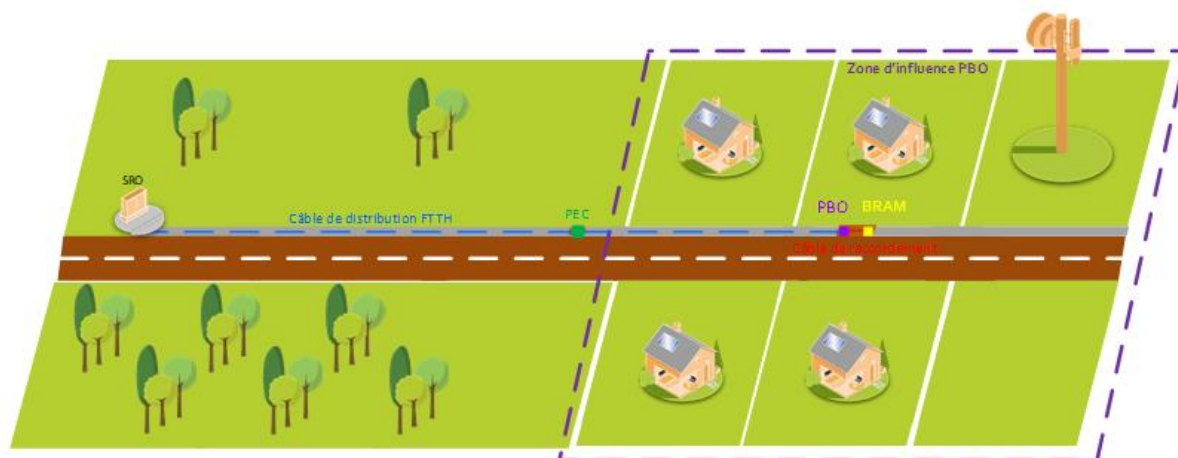 Zone d'influence PBO
SRO
Câble de distribution FTTH
PEC
PBO
BRAM
Câble de raccordement